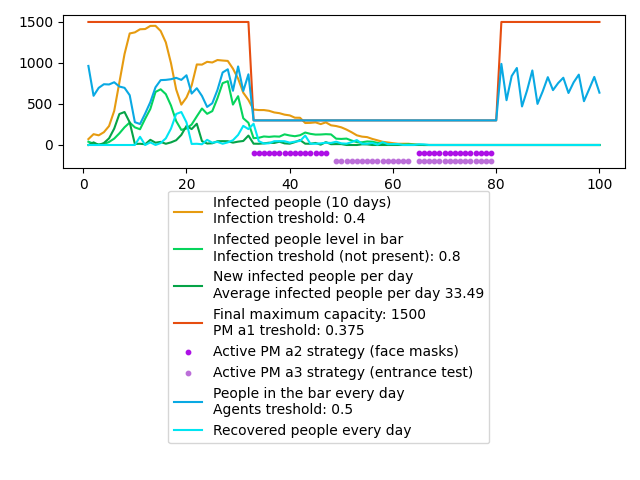 1500
1000
500
0
0
20
40
60
80
100
Infected people (10 days)
Infection treshold: 0.4
Infected people level in bar
Infection treshold (not present): 0.8
New infected people per day
Average infected people per day 33.49
Final maximum capacity: 1500
PM a1 treshold: 0.375
Active PM a2 strategy (face masks)
Active PM a3 strategy (entrance test)
People in the bar every day
Agents treshold: 0.5
Recovered people every day